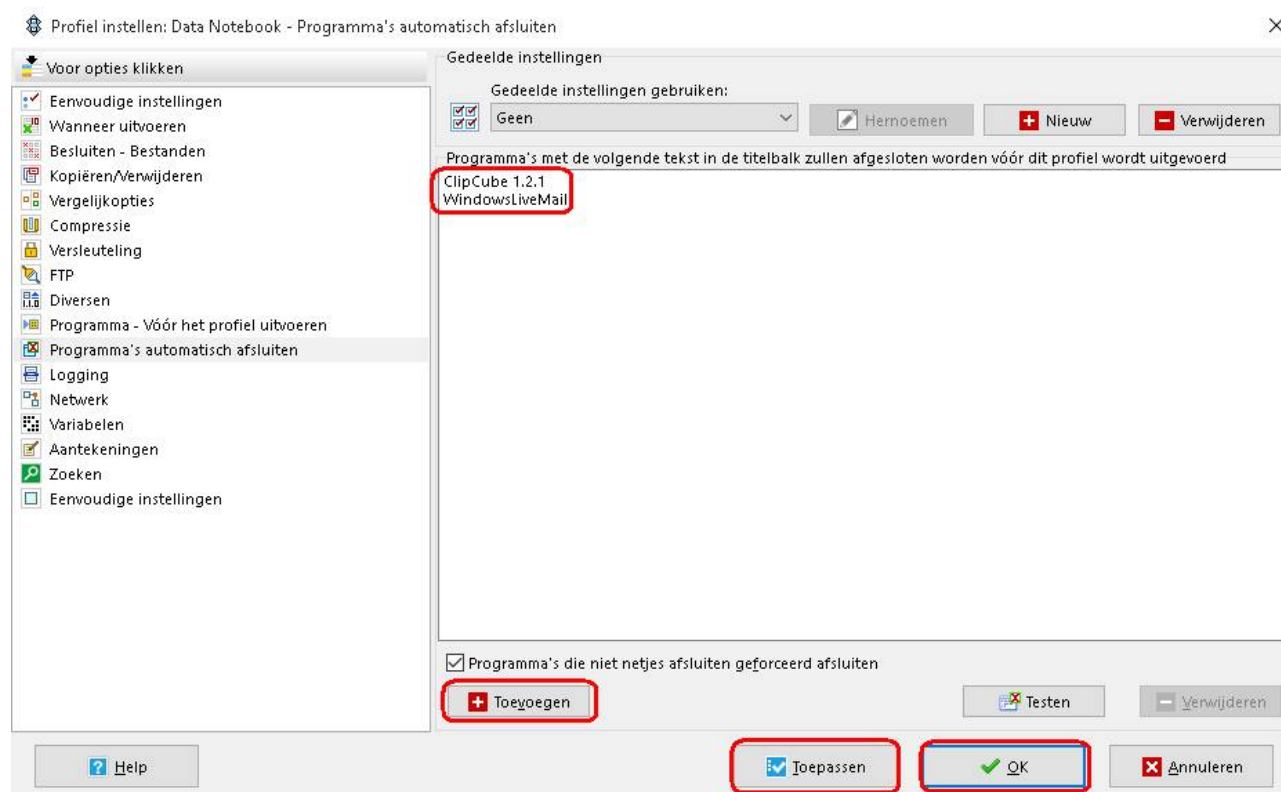 Profiel instellen: Data Notebook - Programma's automatisch afsluiten
Voor opties klikken
Eenvoudige instellingen
Wanneer uitvoeren
Besluiten - Bestanden
Kopiëren/Verwijderen
Vergelijkopties
Compressie
Versleuteling
FTP
Diversen
Programma - Vóór het profiel uitvoeren
Programma's automatisch afsluiten
Logging
Netwerk
Variabelen
Aantekeningen
Zoeken
Eenvoudige instellingen
Gedeelde instellingen
Gedeelde instellingen gebruiken:
Geen
Hernoemen
Nieuw
Verwijderen
Programma's met de volgende tekst in de titelbalk zullen afgesloten worden vóór dit profiel wordt uitgevoerd
ClipCube 1.2.1
WindowsLiveMail
Programma's die niet netjes afsluiten geforceerd afsluiten
Toevoegen
Testen
Verwijderen
Help
Toepassen
OK
Annuleren